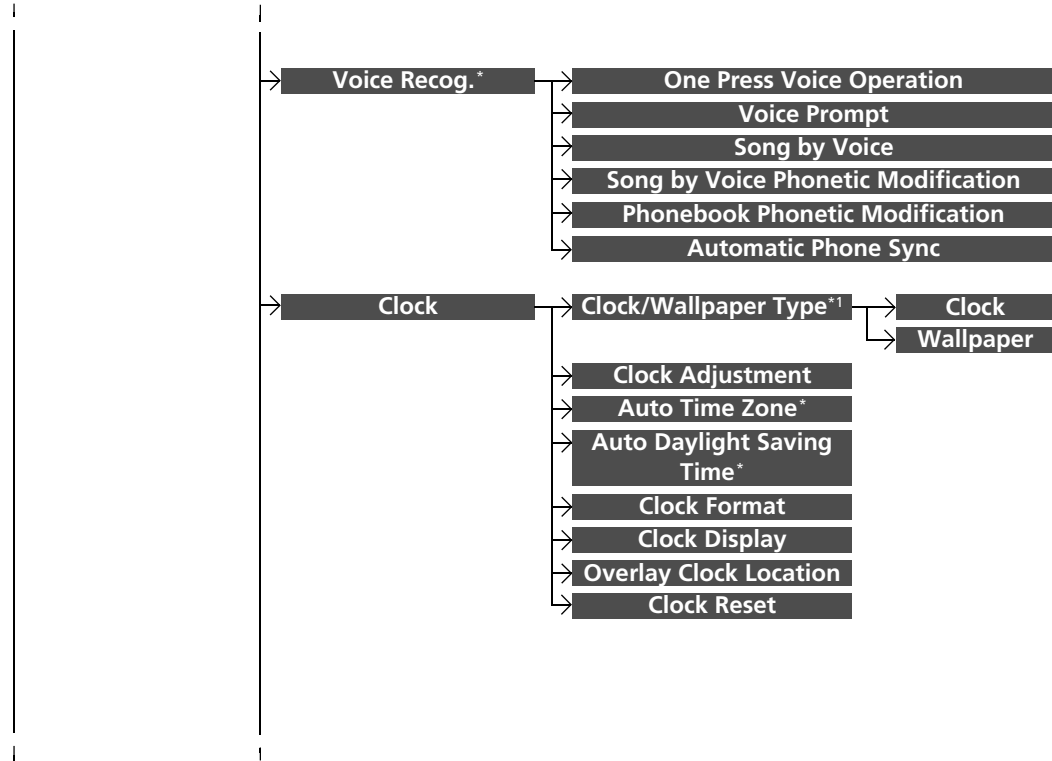 Voice Recog.*
One Press Voice Operation
Voice Prompt
Song by Voice
Song by Voice Phonetic Modification
Phonebook Phonetic Modification
Automatic Phone Sync
Clock
Clock/Wallpaper Type*1
Clock
Wallpaper
Clock Adjustment
Auto Time Zone*
Auto Daylight Saving
Time*
Clock Format
Clock Display
Overlay Clock Location
Clock Reset